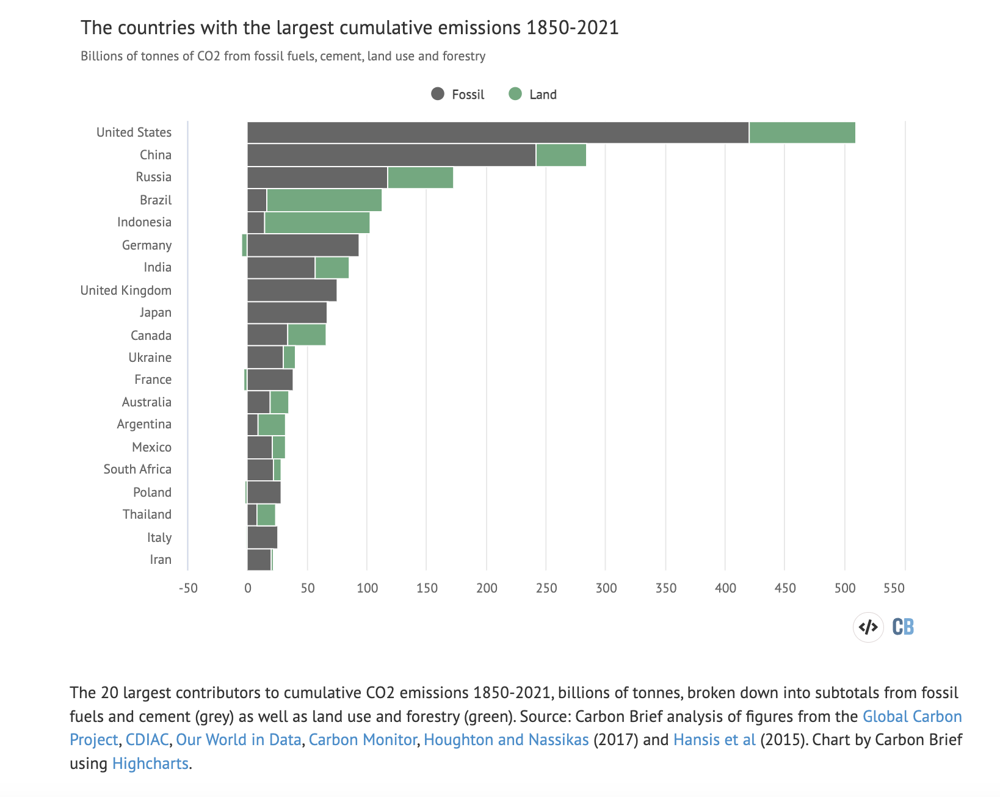 The countries with the largest cumulative emissions 1850-2021
Billions of tonnes of CO2 from fossil fuels, cement, land use and forestry
Fossil Land
United States
China
Russia
Brazil
Indonesia
Germany
India
United Kingdom
Japan
Canada
Ukraine
France
Australia
Argentina
Mexico
South Africa
Poland
Thailand
Italy
Iran
-50 0 50 100 150 200 250 300 350 400 450 500 550
</> CB
The 20 largest contributors to cumulative CO2 emissions 1850-2021, billions of tonnes, broken down into subtotals from fossil
fuels and cement (grey) as well as land use and forestry (green). Source: Carbon Brief analysis of figures from the Global Carbon
Project, CDIAC, Our World in Data, Carbon Monitor, Houghton and Nassikas (2017) and Hansis et al (2015). Chart by Carbon Brief
using Highcharts.